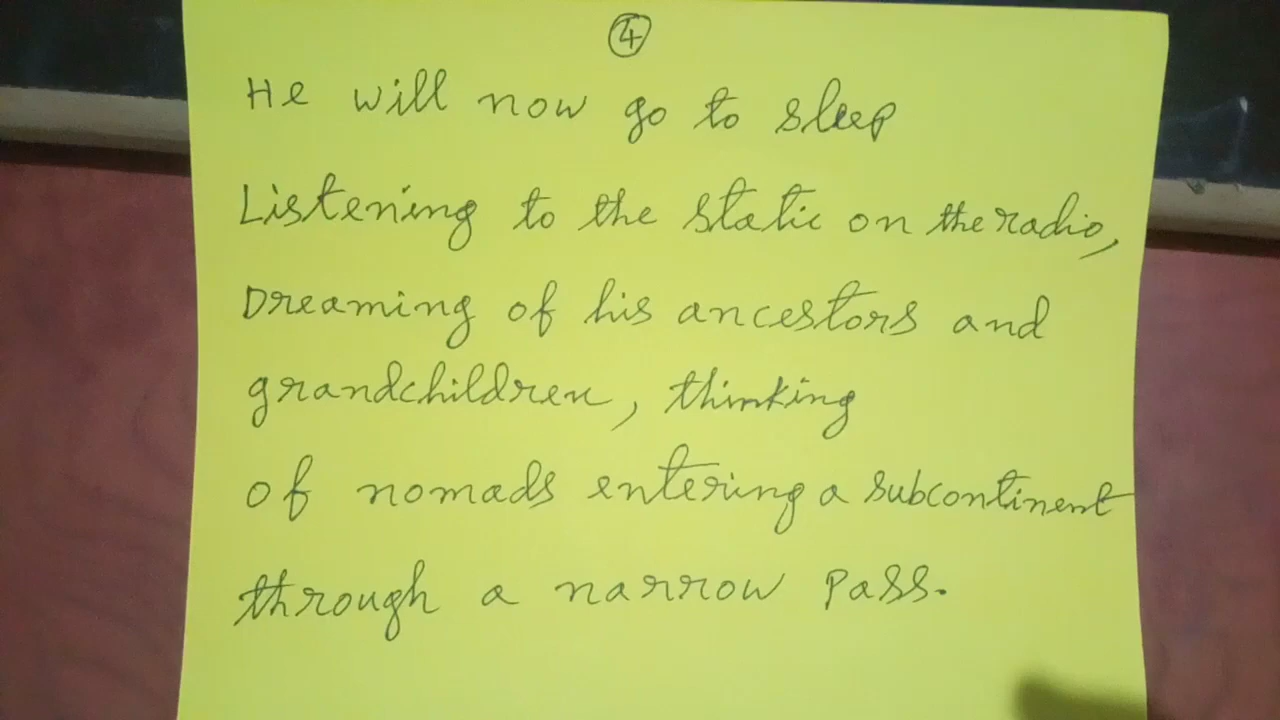 4
He will now go to sleep
Listening to the static on the radio,
Dreaming of his ancestors and
grandchildren, thinking
of nomads entering a subcontinent
through a narrow pass.